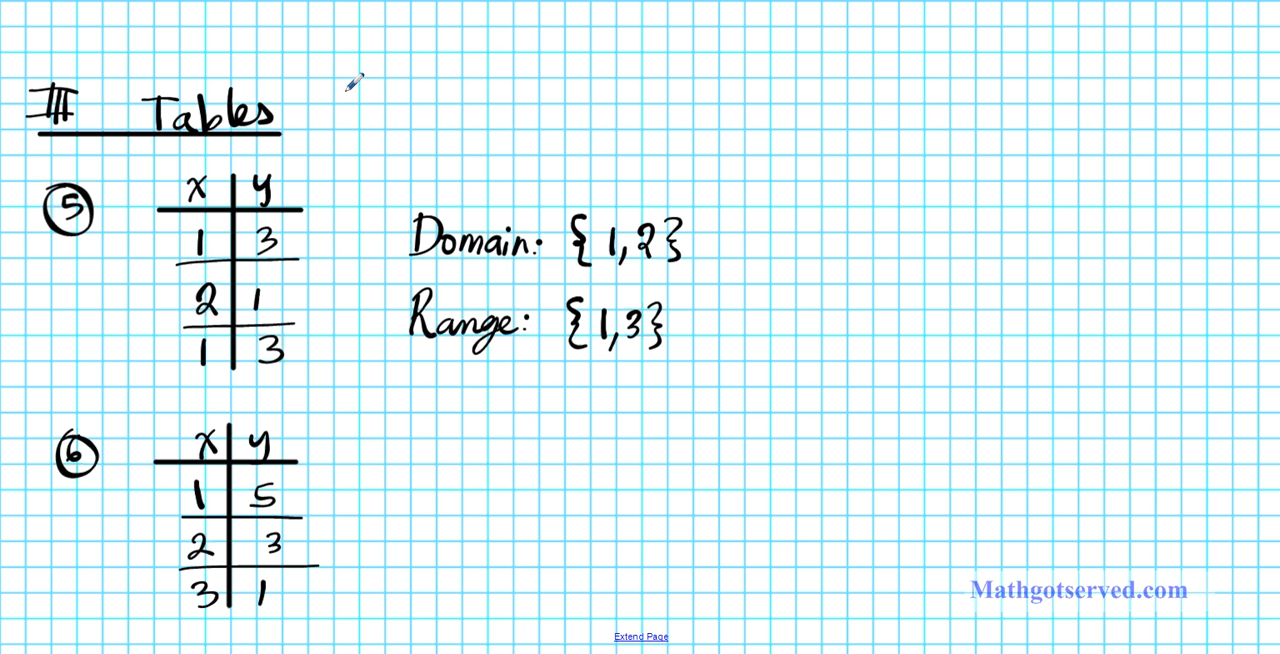 III Tables
5
x y
1 3
2 1
1 3
Domain: {1,2}
Range: {1,3}
6
x y
1 5
2 3
3 1
Mathgotserved.com
Extend Page